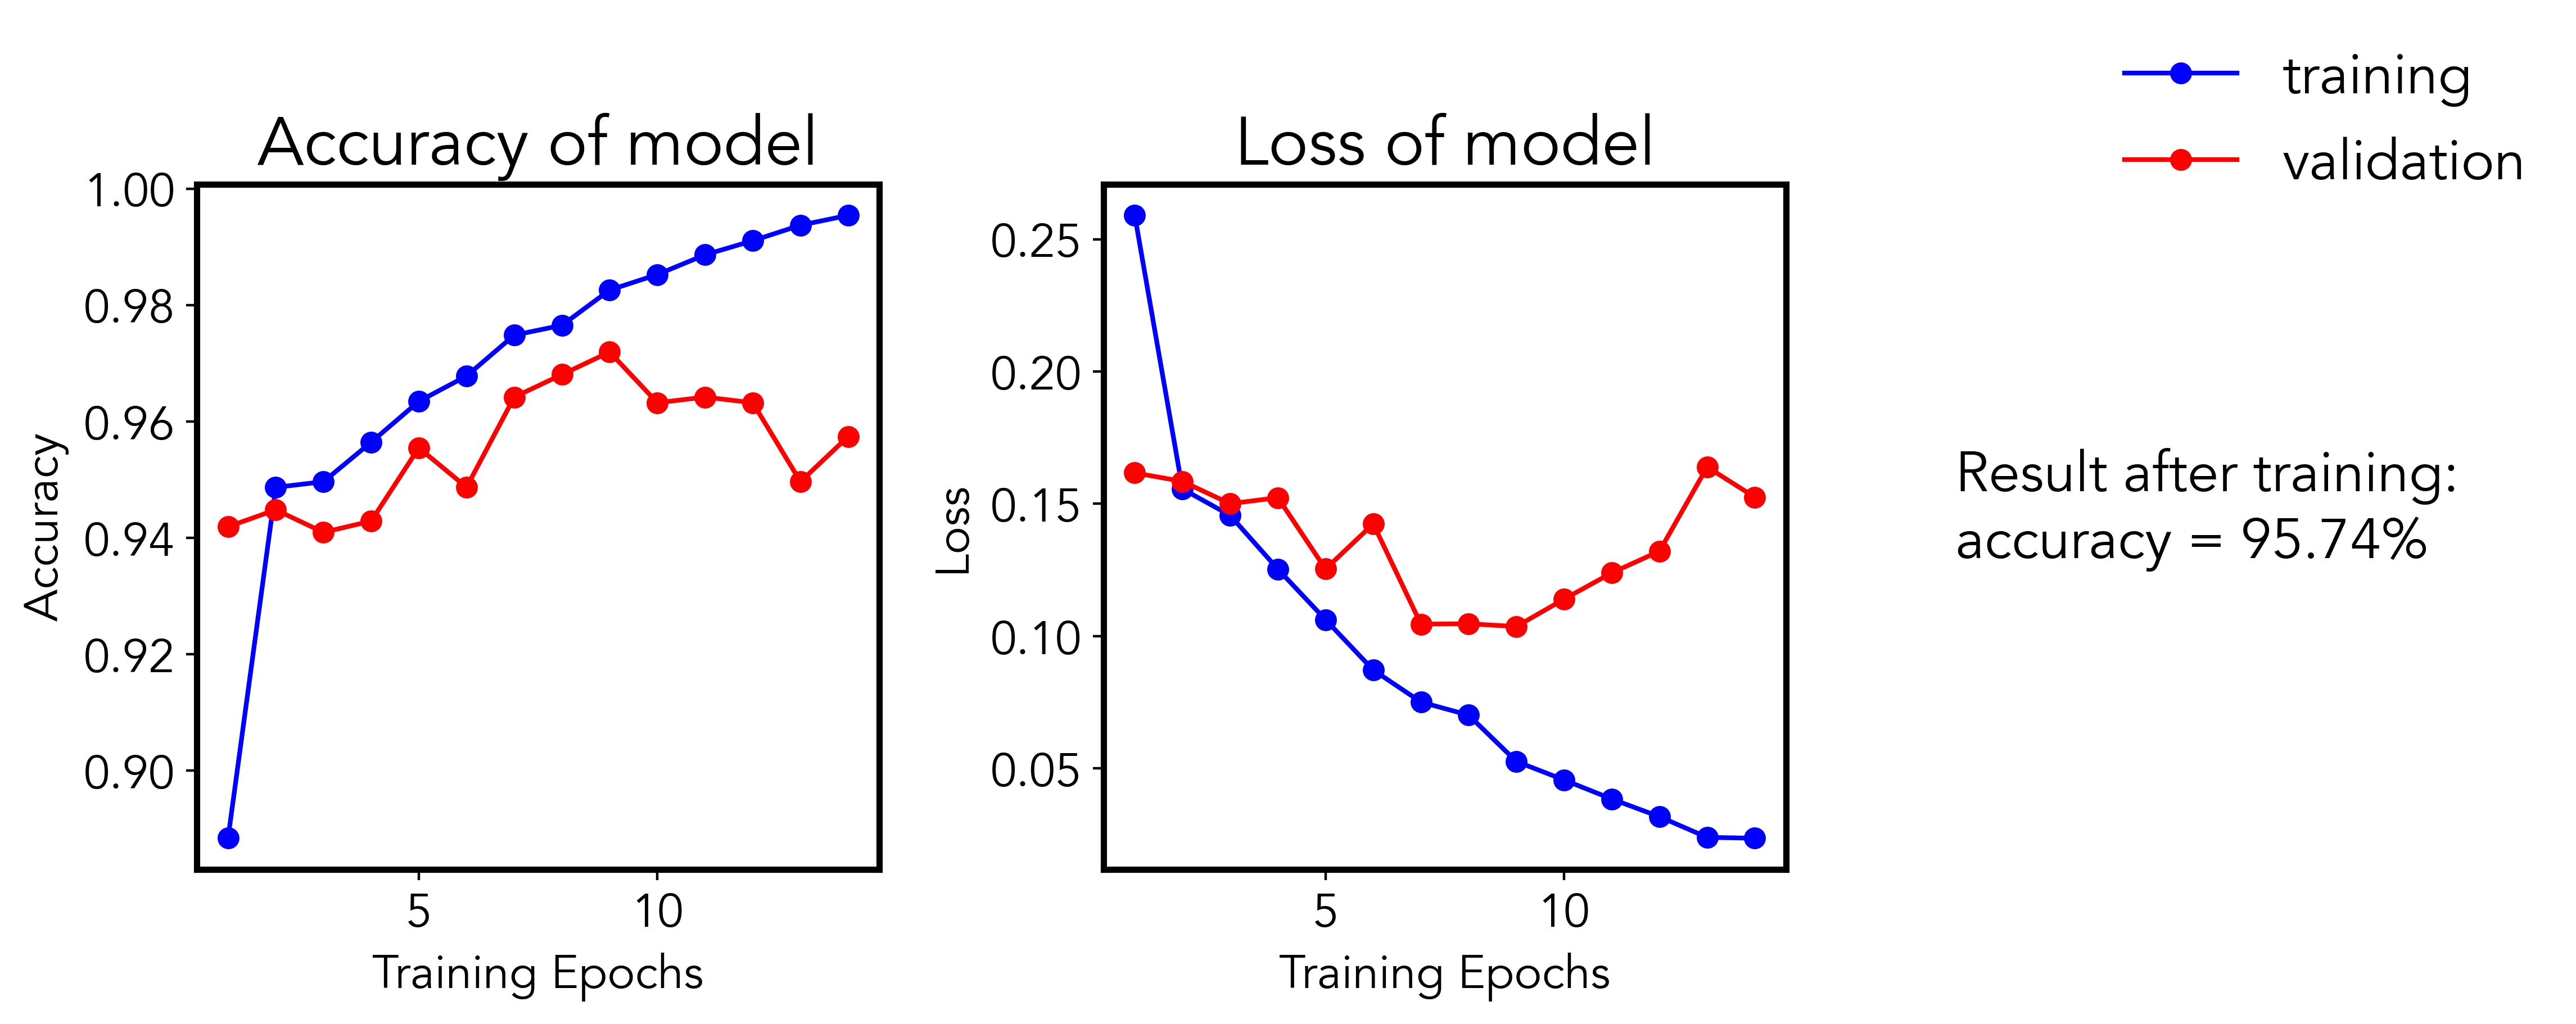 training
validation
Accuracy of model
1.00
0.98
0.96
0.94
0.92
0.90
Accuracy
5 10
Training Epochs
Loss of model
0.25
0.20
0.15
0.10
0.05
Loss
5 10
Training Epochs
Result after training:
accuracy = 95.74%